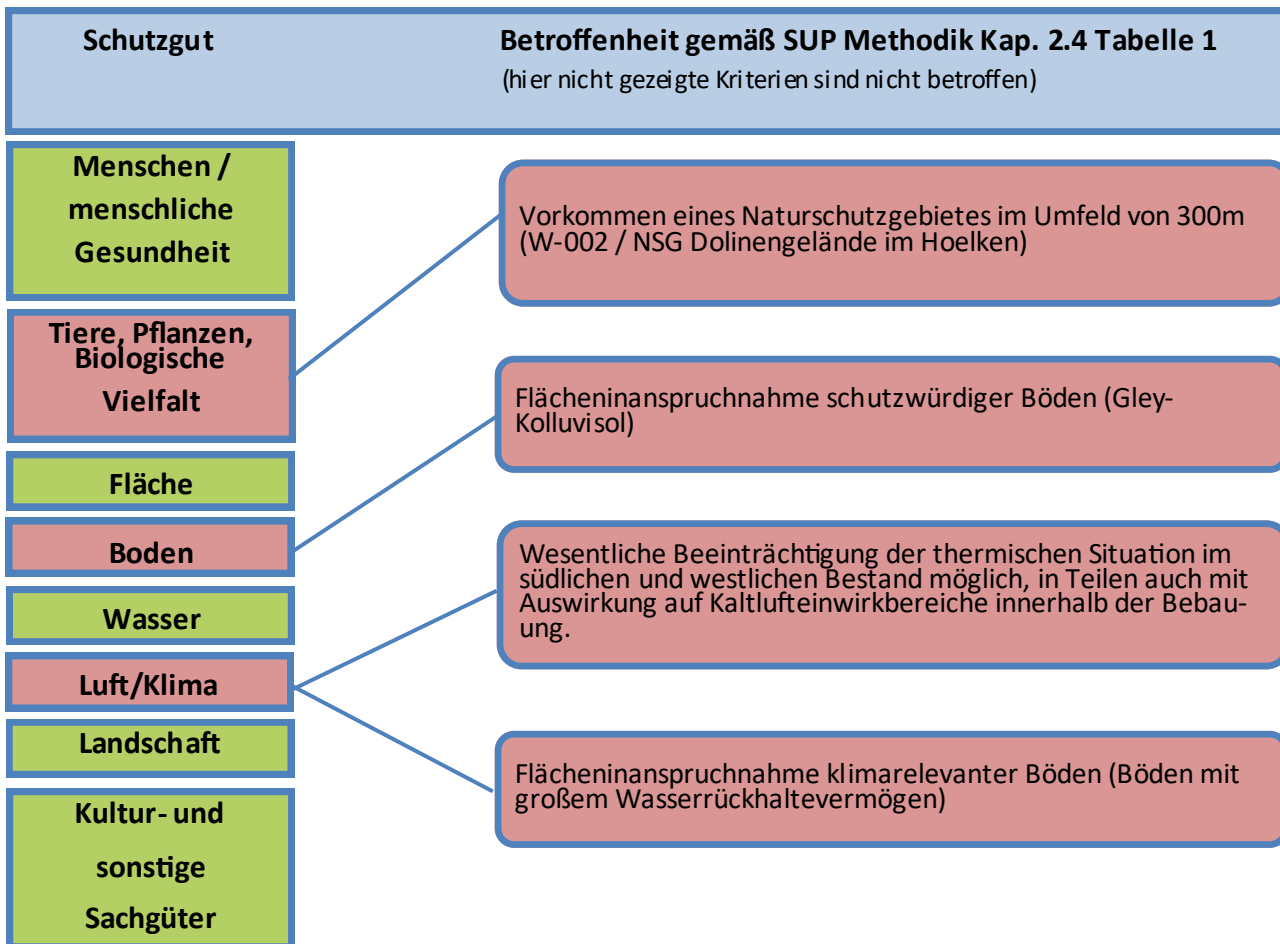 Schutzgut
Betroffenheit gemäß SUP Methodik Kap. 2.4 Tabelle 1
(hier nicht gezeigte Kriterien sind nicht betroffen)
Menschen /
menschliche
Gesundheit
Vorkommen eines Naturschutzgebietes im Umfeld von 300m
(W-002 / NSG Dolinengelände im Hoelken)
Tiere, Pflanzen,
Biologische
Vielfalt
Flächeninanspruchnahme schutzwürdiger Böden (Gley-
Kolluvisol)
Fläche
Boden
Wesentliche Beeinträchtigung der thermischen Situation im
südlichen und westlichen Bestand möglich, in Teilen auch mit
Auswirkung auf Kaltlufteinwirkbereiche innerhalb der Bebau-
ung.
Wasser
Luft/Klima
Landschaft
Flächeninanspruchnahme klimarelevanter Böden (Böden mit
großem Wasserrückhaltevermögen)
Kultur- und
sonstige
Sachgüter